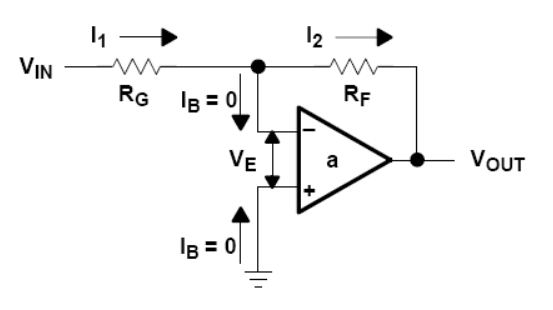 I1
I2
VIN
RG
RF
IB = 0
−
VE
a
VOUT
+
IB = 0